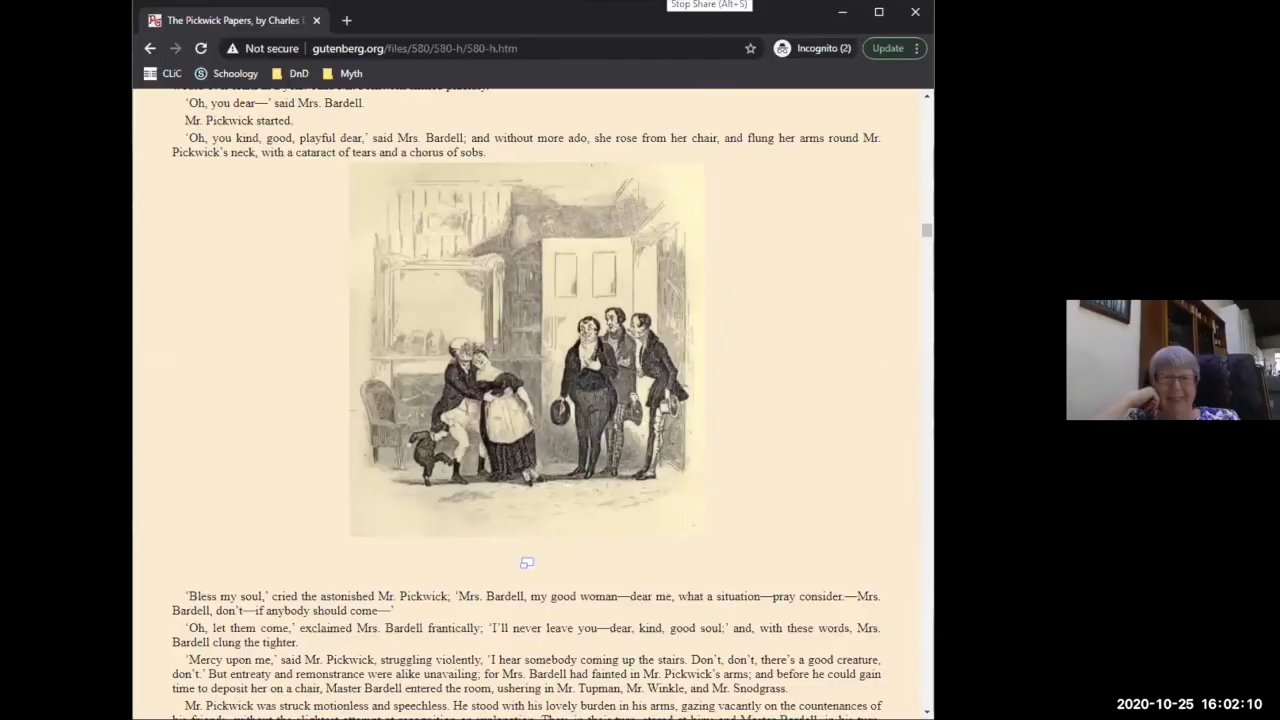 Stop Share (Alt+S)
The Pickwick Papers, by Charles
Not secure gutenberg.org/files/580/580-h/580-h.htm Incognito (2) Update
CLiC Schoology DnD Myth
‘Oh, you dear—’ said Mrs. Bardell.
Mr. Pickwick started.
‘Oh, you kind, good, playful dear,’ said Mrs. Bardell; and without more ado, she rose from her chair, and flung her arms round Mr.
Pickwick’s neck, with a cataract of tears and a chorus of sobs.
‘Bless my soul,’ cried the astonished Mr. Pickwick; ‘Mrs. Bardell, my good woman—dear me, what a situation—pray consider.—Mrs.
Bardell, don’t—if anybody should come—’
‘Oh, let them come,’ exclaimed Mrs. Bardell frantically; ‘I’ll never leave you—dear, kind, good soul;’ and, with these words, Mrs.
Bardell clung the tighter.
‘Mercy upon me,’ said Mr. Pickwick, struggling violently, ‘I hear somebody coming up the stairs. Don’t, don’t, there’s a good creature,
don’t.’ But entreaty and remonstrance were alike unavailing; for Mrs. Bardell had fainted in Mr. Pickwick’s arms; and before he could gain
time to deposit her on a chair, Master Bardell entered the room, ushering in Mr. Tupman, Mr. Winkle, and Mr. Snodgrass.
Mr. Pickwick was struck motionless and speechless. He stood with his lovely burden in his arms, gazing vacantly on the countenances of
2020-10-25 16:02:10